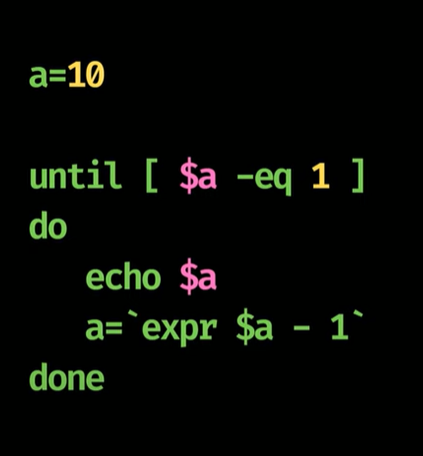 a=10
until [ $a -eq 1 ]
do
echo $a
a=`expr $a - 1`
done